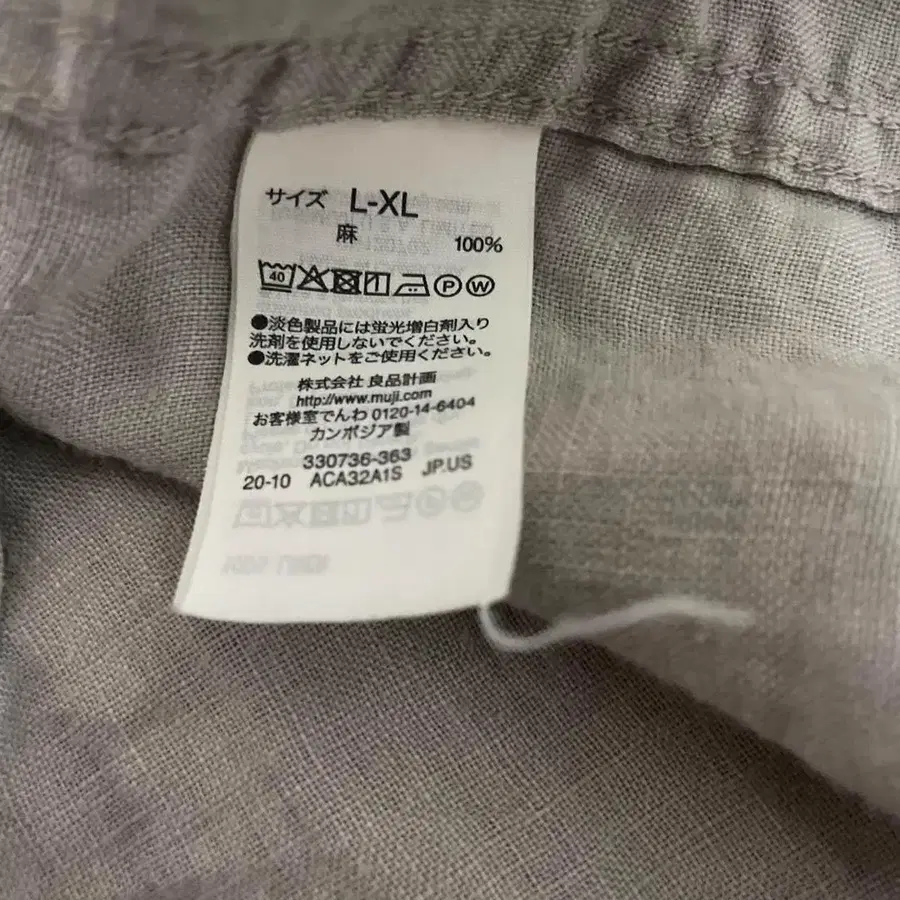 サイズ L-XL
麻 100%
40 P W
●淡色製品には蛍光増白剤入り
洗剤を使用しないでください。
●洗濯ネットをご使用ください。
株式会社 良品計画
http://www.muji.com
お客様室でんわ 0120-14-6404
カンボジア製
330736-363
20-10 ACA32A1S JP.US